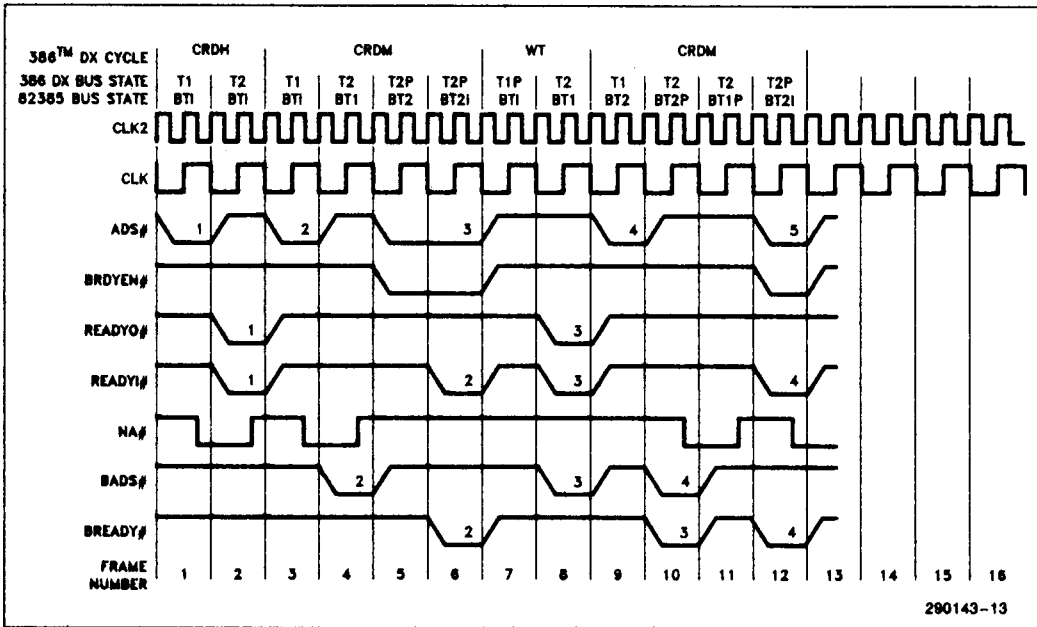 386™ DX CYCLE CRDH CRDM WT CRDM
386 DX BUS STATE T1 T2 T1 T2 T2P T2P T1P T2 T1 T2 T2 T2P
82385 BUS STATE BTI BTI BTI BT1 BT2 BT2I BTI BT1 BT2 BT2P BT1P BT2I
CLK2
CLK
ADS# 1 2 3 4 5
BRDYEN#
READYO# 1 3
READYI# 1 2 3 4
NA#
BADS# 2 3 4
BREADY# 2 3 4
FRAME
NUMBER 1 2 3 4 5 6 7 8 9 10 11 12 13 14 15 16
290143-13